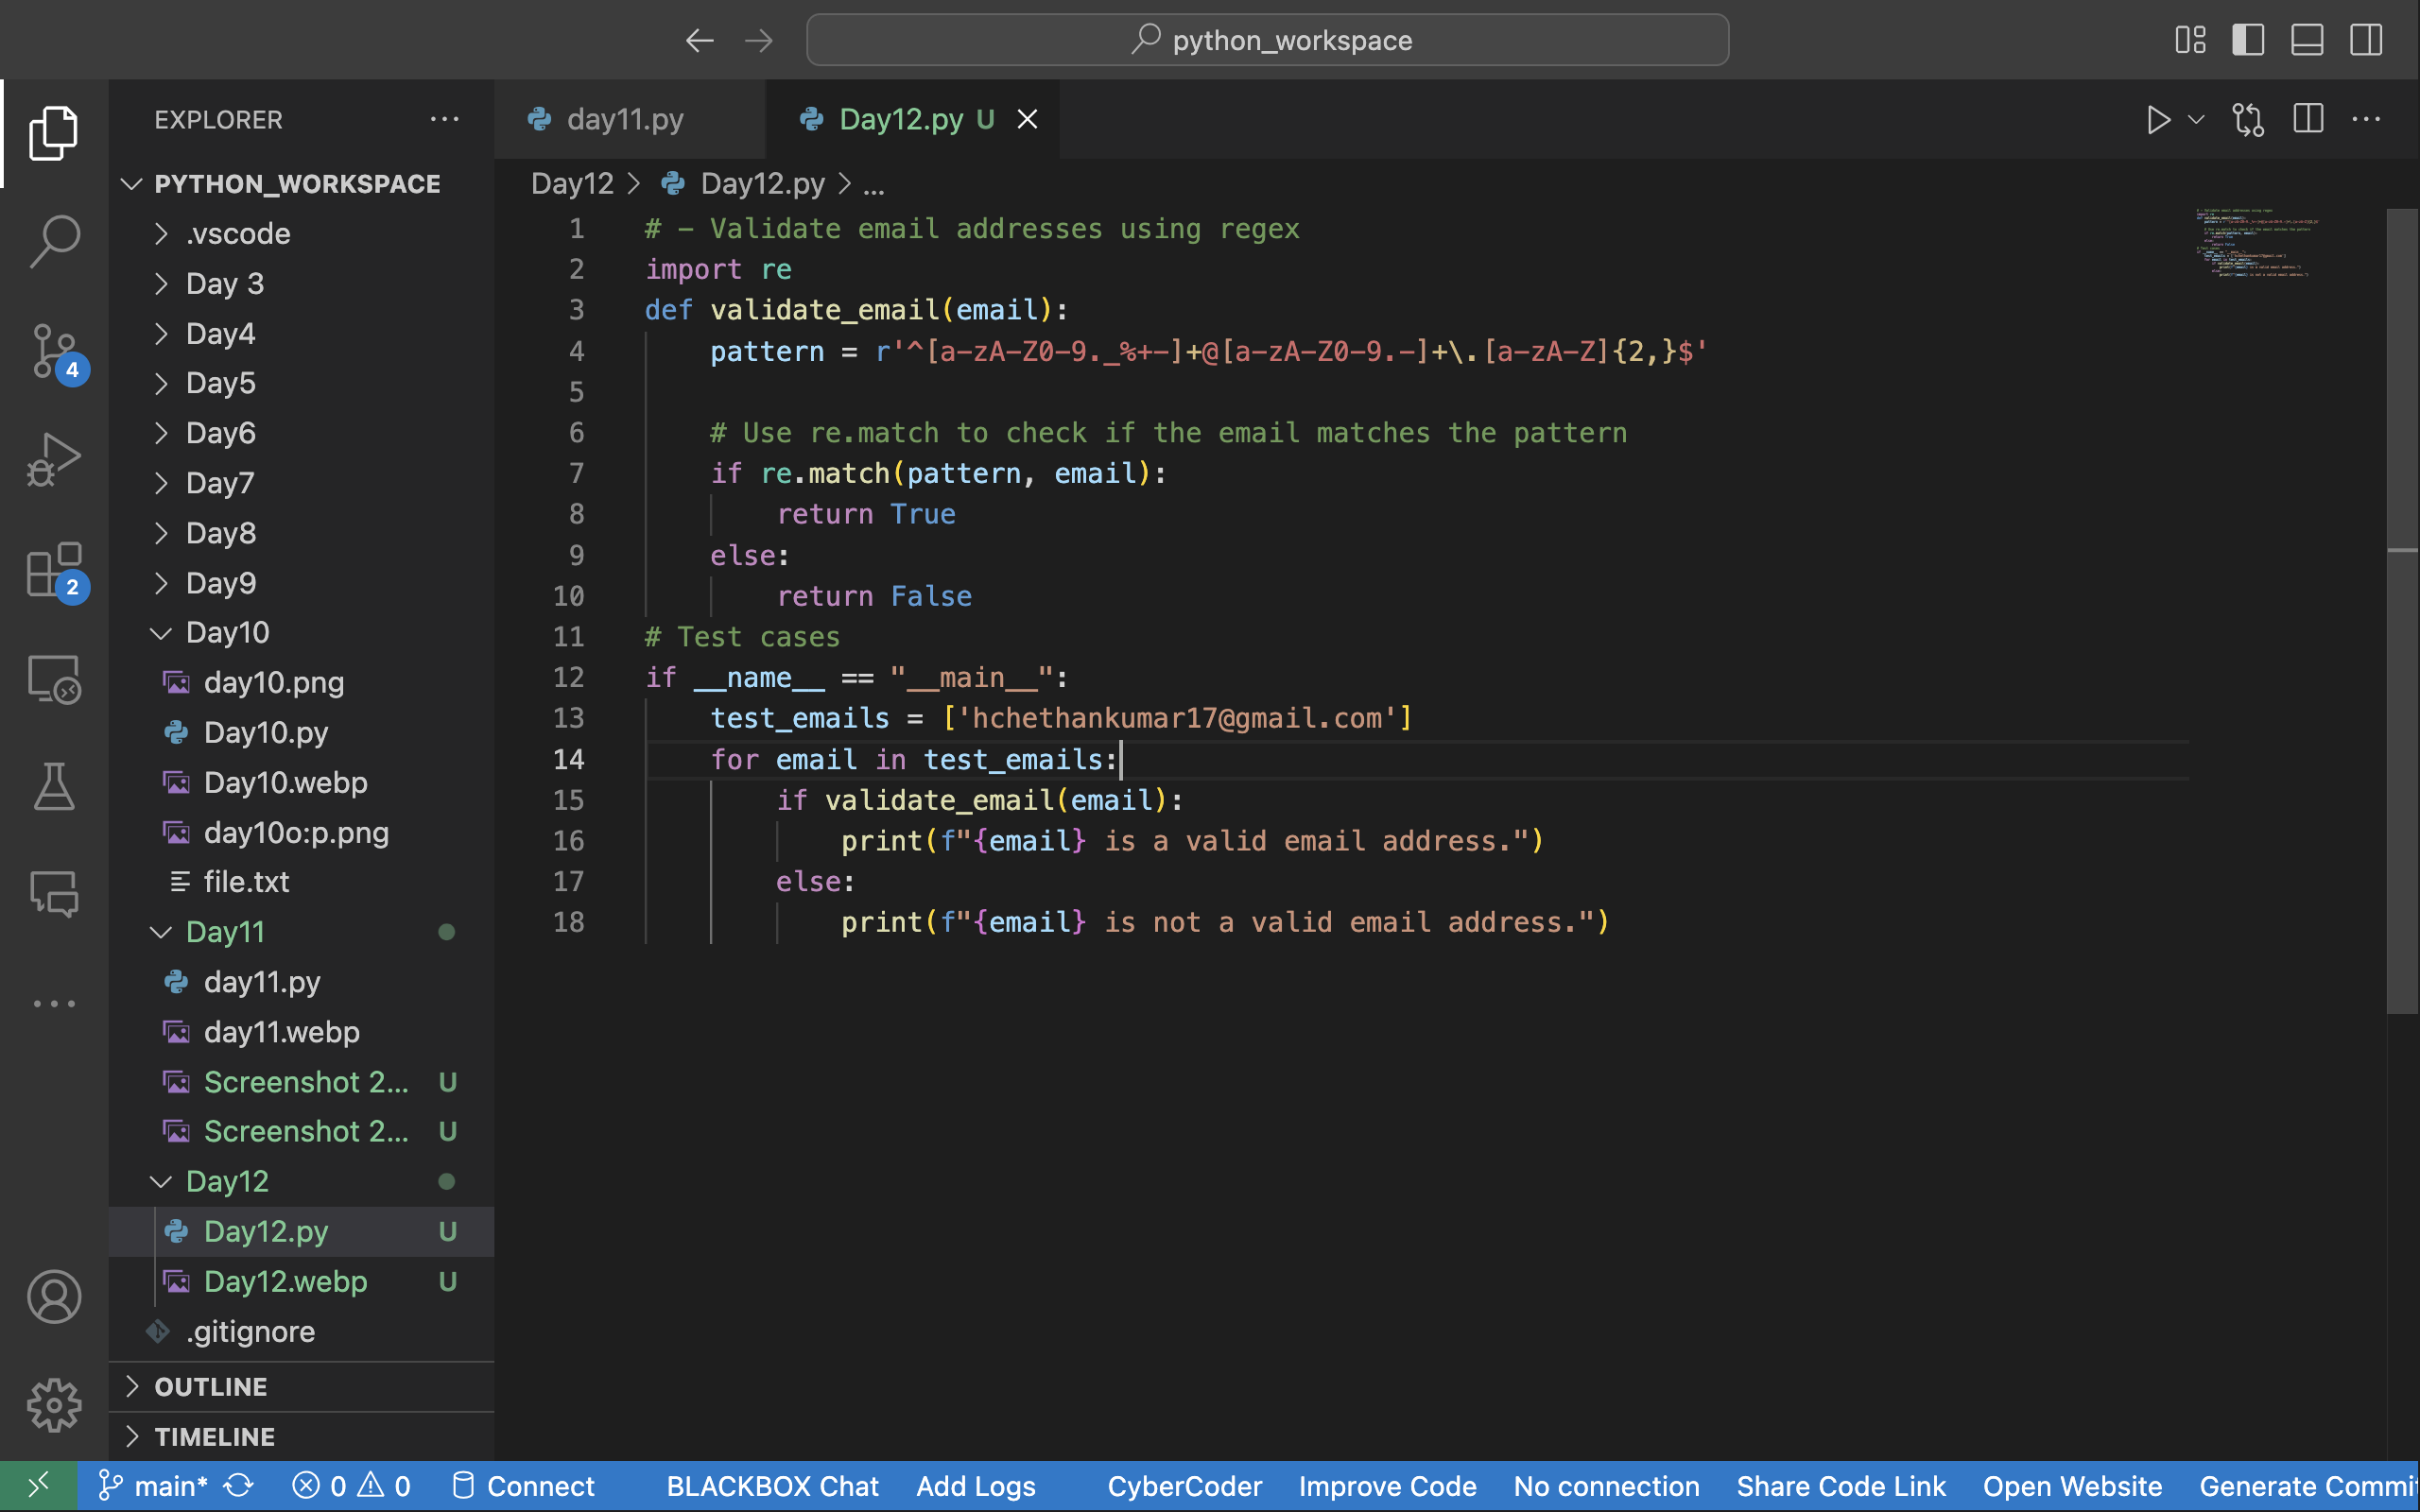 python_workspace
EXPLORER
day11.py
Day12.py U
PYTHON_WORKSPACE
.vscode
Day 3
Day4
Day5
Day6
Day7
Day8
Day9
Day10
day10.png
Day10.py
Day10.webp
day10o:p.png
file.txt
Day11
day11.py
day11.webp
Screenshot 2... U
Screenshot 2... U
Day12
Day12.py U
Day12.webp U
.gitignore
OUTLINE
TIMELINE
4
2
Day12 > Day12.py > ...
1 # - Validate email addresses using regex
2 import re
3 def validate_email(email):
4     pattern = r'^[a-zA-Z0-9._%+-]+@[a-zA-Z0-9.-]+\.[a-zA-Z]{2,}$'
5
6     # Use re.match to check if the email matches the pattern
7     if re.match(pattern, email):
8         return True
9     else:
10         return False
11 # Test cases
12 if __name__ == "__main__":
13     test_emails = ['hchethankumar17@gmail.com']
14     for email in test_emails:
15         if validate_email(email):
16             print(f"{email} is a valid email address.")
17         else:
18             print(f"{email} is not a valid email address.")
main* 0 0 Connect BLACKBOX Chat Add Logs CyberCoder Improve Code No connection Share Code Link Open Website Generate Commit